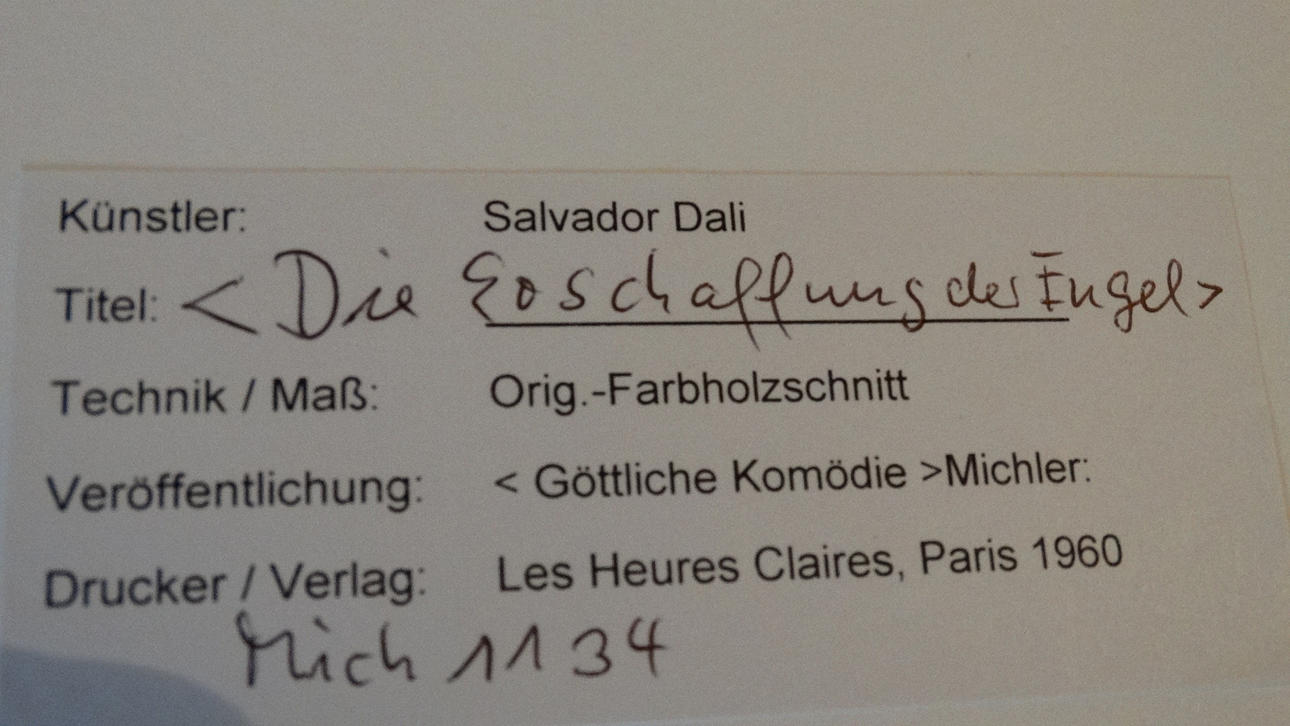 Künstler: Salvador Dali
Titel: < Die Erschaffung der Engel >
Technik / Maß: Orig.-Farbholzschnitt
Veröffentlichung: < Göttliche Komödie >Michler:
Drucker / Verlag: Les Heures Claires, Paris 1960
Mich 1134